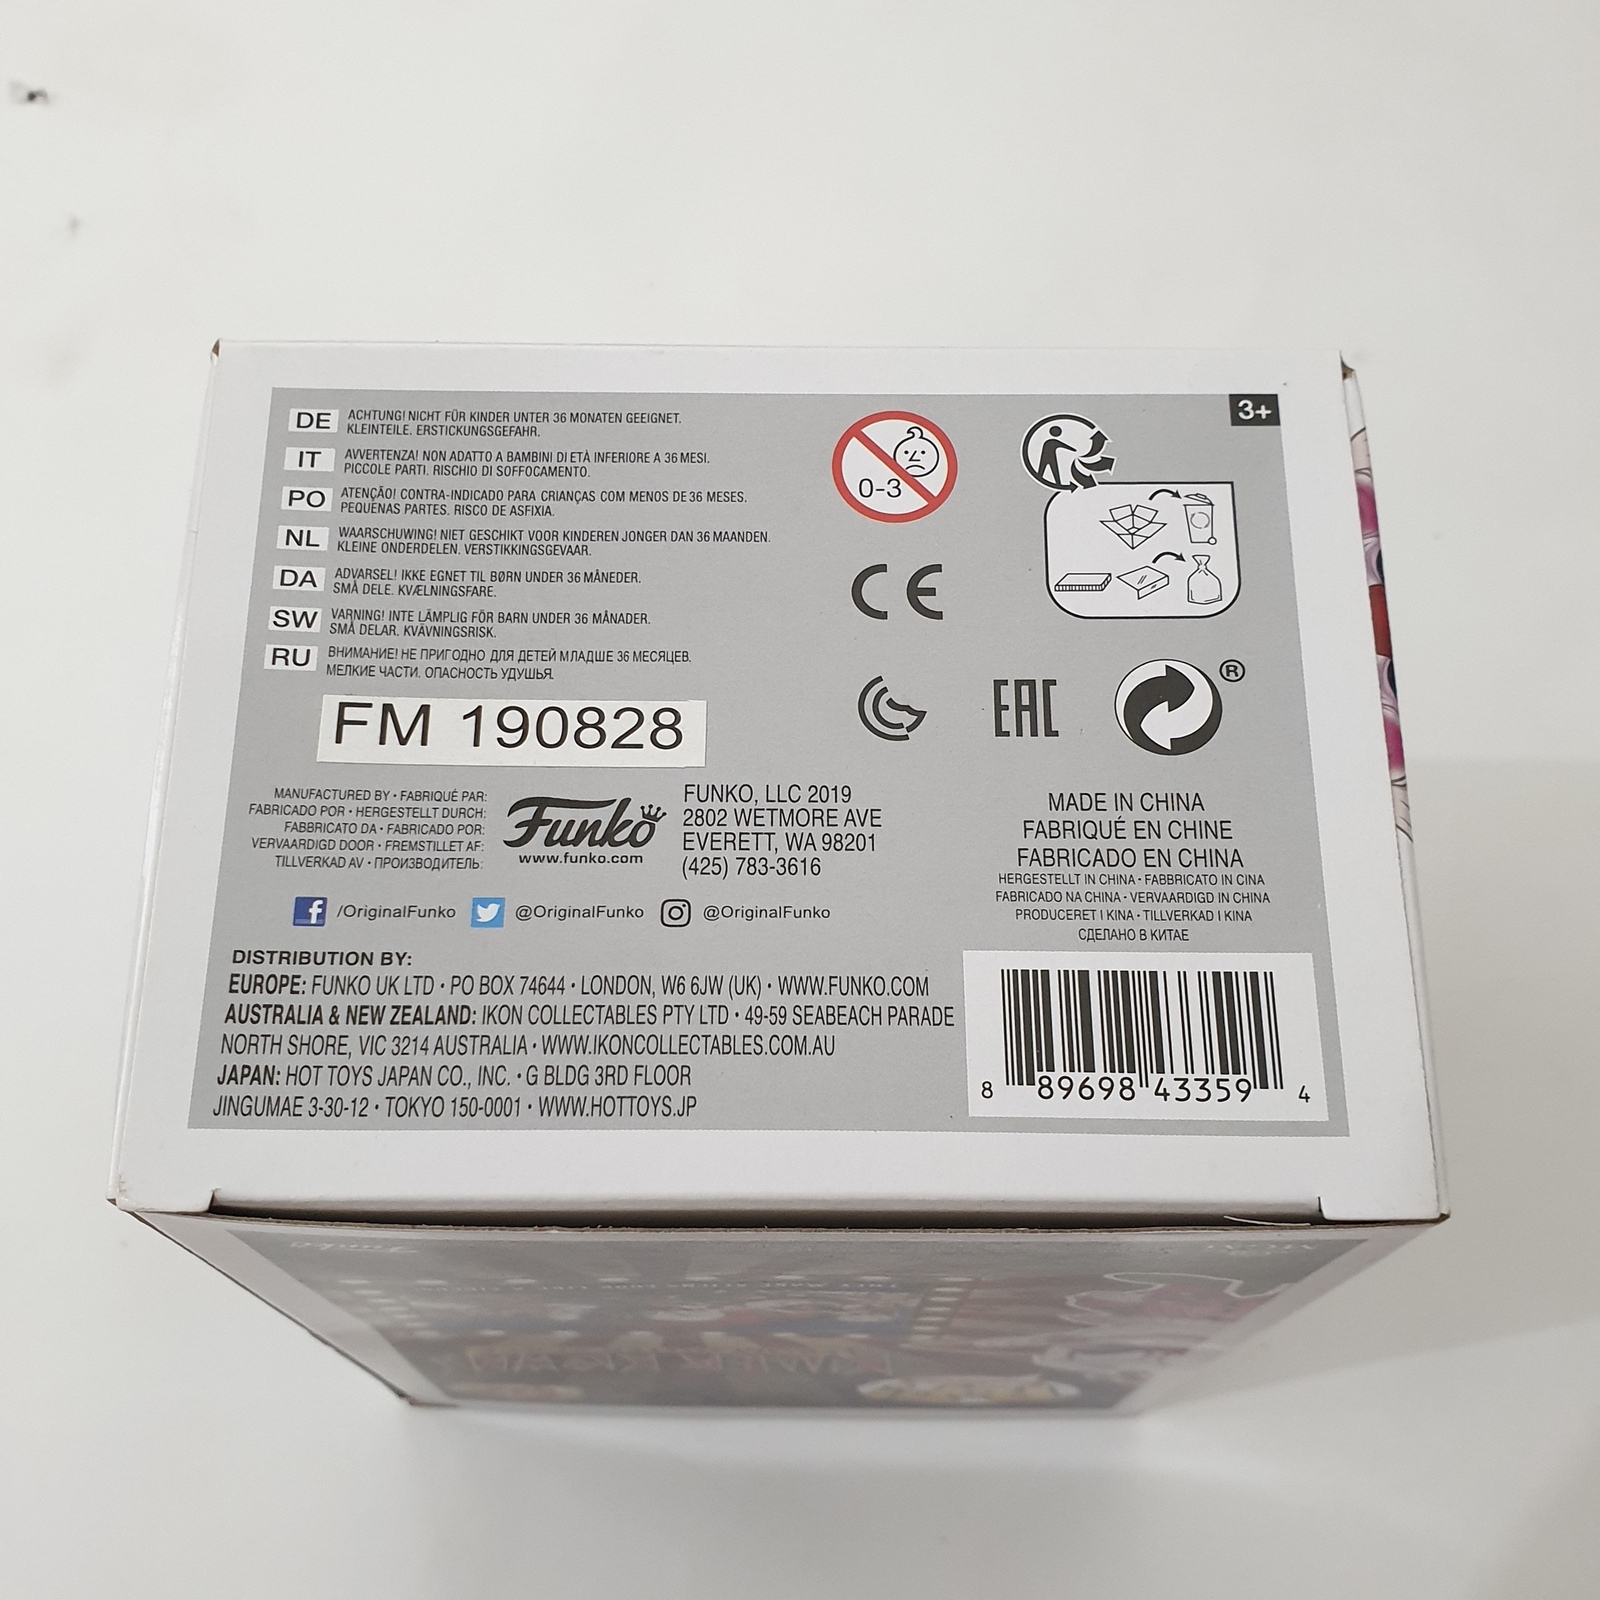 3+
DE ACHTUNG! NICHT FÜR KINDER UNTER 36 MONATEN GEEIGNET.
KLEINTEILE. ERSTICKUNGSGEFAHR.
IT AVVERTENZA! NON ADATTO A BAMBINI DI ETÀ INFERIORE A 36 MESI.
PICCOLE PARTI. RISCHIO DI SOFFOCAMENTO.
PO ATENÇÃO! CONTRA-INDICADO PARA CRIANÇAS COM MENOS DE 36 MESES.
PEQUENAS PARTES. RISCO DE ASFIXIA.
NL WAARSCHUWING! NIET GESCHIKT VOOR KINDEREN JONGER DAN 36 MAANDEN.
KLEINE ONDERDELEN. VERSTIKKINGSGEVAAR.
DA ADVARSEL! IKKE EGNET TIL BØRN UNDER 36 MÅNEDER.
SMÅ DELE. KVÆLNINGSFARE.
SW VARNING! INTE LÄMPLIG FÖR BARN UNDER 36 MÅNADER.
SMÅ DELAR. KVÄVNINGSRISK.
RU ВНИМАНИЕ! НЕ ПРИГОДНО ДЛЯ ДЕТЕЙ МЛАДШЕ 36 МЕСЯЦЕВ.
МЕЛКИЕ ЧАСТИ. ОПАСНОСТЬ УДУШЬЯ.
0-3
CE
EAC
®
FM 190828
MANUFACTURED BY • FABRIQUÉ PAR:
FABRICADO POR • HERGESTELLT DURCH:
FABBRICATO DA • FABRICADO POR:
VERVAARDIGD DOOR • FREMSTILLET AF:
TILLVERKAD AV • ПРОИЗВОДИТЕЛЬ:
Funko
www.funko.com
FUNKO, LLC 2019
2802 WETMORE AVE
EVERETT, WA 98201
(425) 783-3616
MADE IN CHINA
FABRIQUÉ EN CHINE
FABRICADO EN CHINA
HERGESTELLT IN CHINA • FABBRICATO IN CINA
FABRICADO NA CHINA • VERVAARDIGD IN CHINA
PRODUCERET I KINA • TILLVERKAD I KINA
СДЕЛАНО В КИТАЕ
/OriginalFunko @OriginalFunko @OriginalFunko
DISTRIBUTION BY:
EUROPE: FUNKO UK LTD • PO BOX 74644 • LONDON, W6 6JW (UK) • WWW.FUNKO.COM
AUSTRALIA & NEW ZEALAND: IKON COLLECTABLES PTY LTD • 49-59 SEABEACH PARADE
NORTH SHORE, VIC 3214 AUSTRALIA • WWW.IKONCOLLECTABLES.COM.AU
JAPAN: HOT TOYS JAPAN CO., INC. • G BLDG 3RD FLOOR
JINGUMAE 3-30-12 • TOKYO 150-0001 • WWW.HOTTOYS.JP
8 89698 43359 4